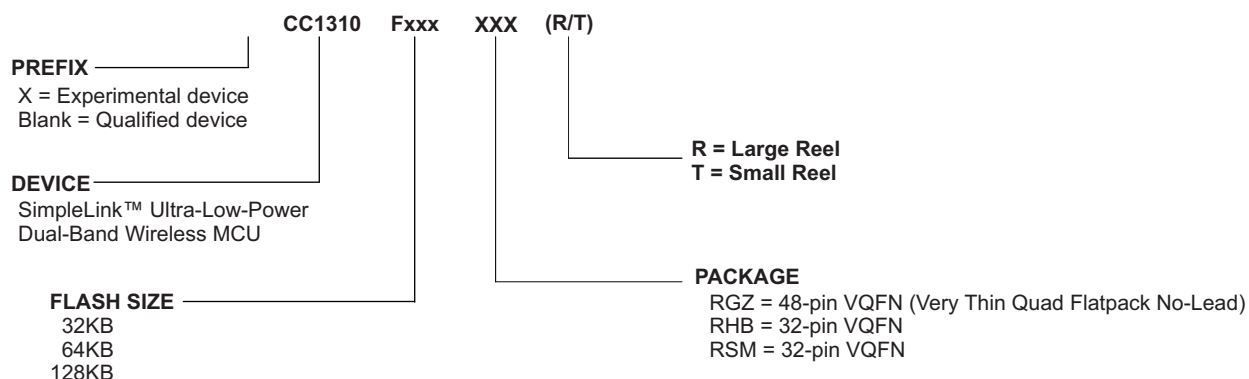 CC1310 Fxxx XXX (R/T)
PREFIX
X = Experimental device
Blank = Qualified device
R = Large Reel
T = Small Reel
DEVICE
SimpleLink™ Ultra-Low-Power
Dual-Band Wireless MCU
FLASH SIZE
32KB
64KB
128KB
PACKAGE
RGZ = 48-pin VQFN (Very Thin Quad Flatpack No-Lead)
RHB = 32-pin VQFN
RSM = 32-pin VQFN